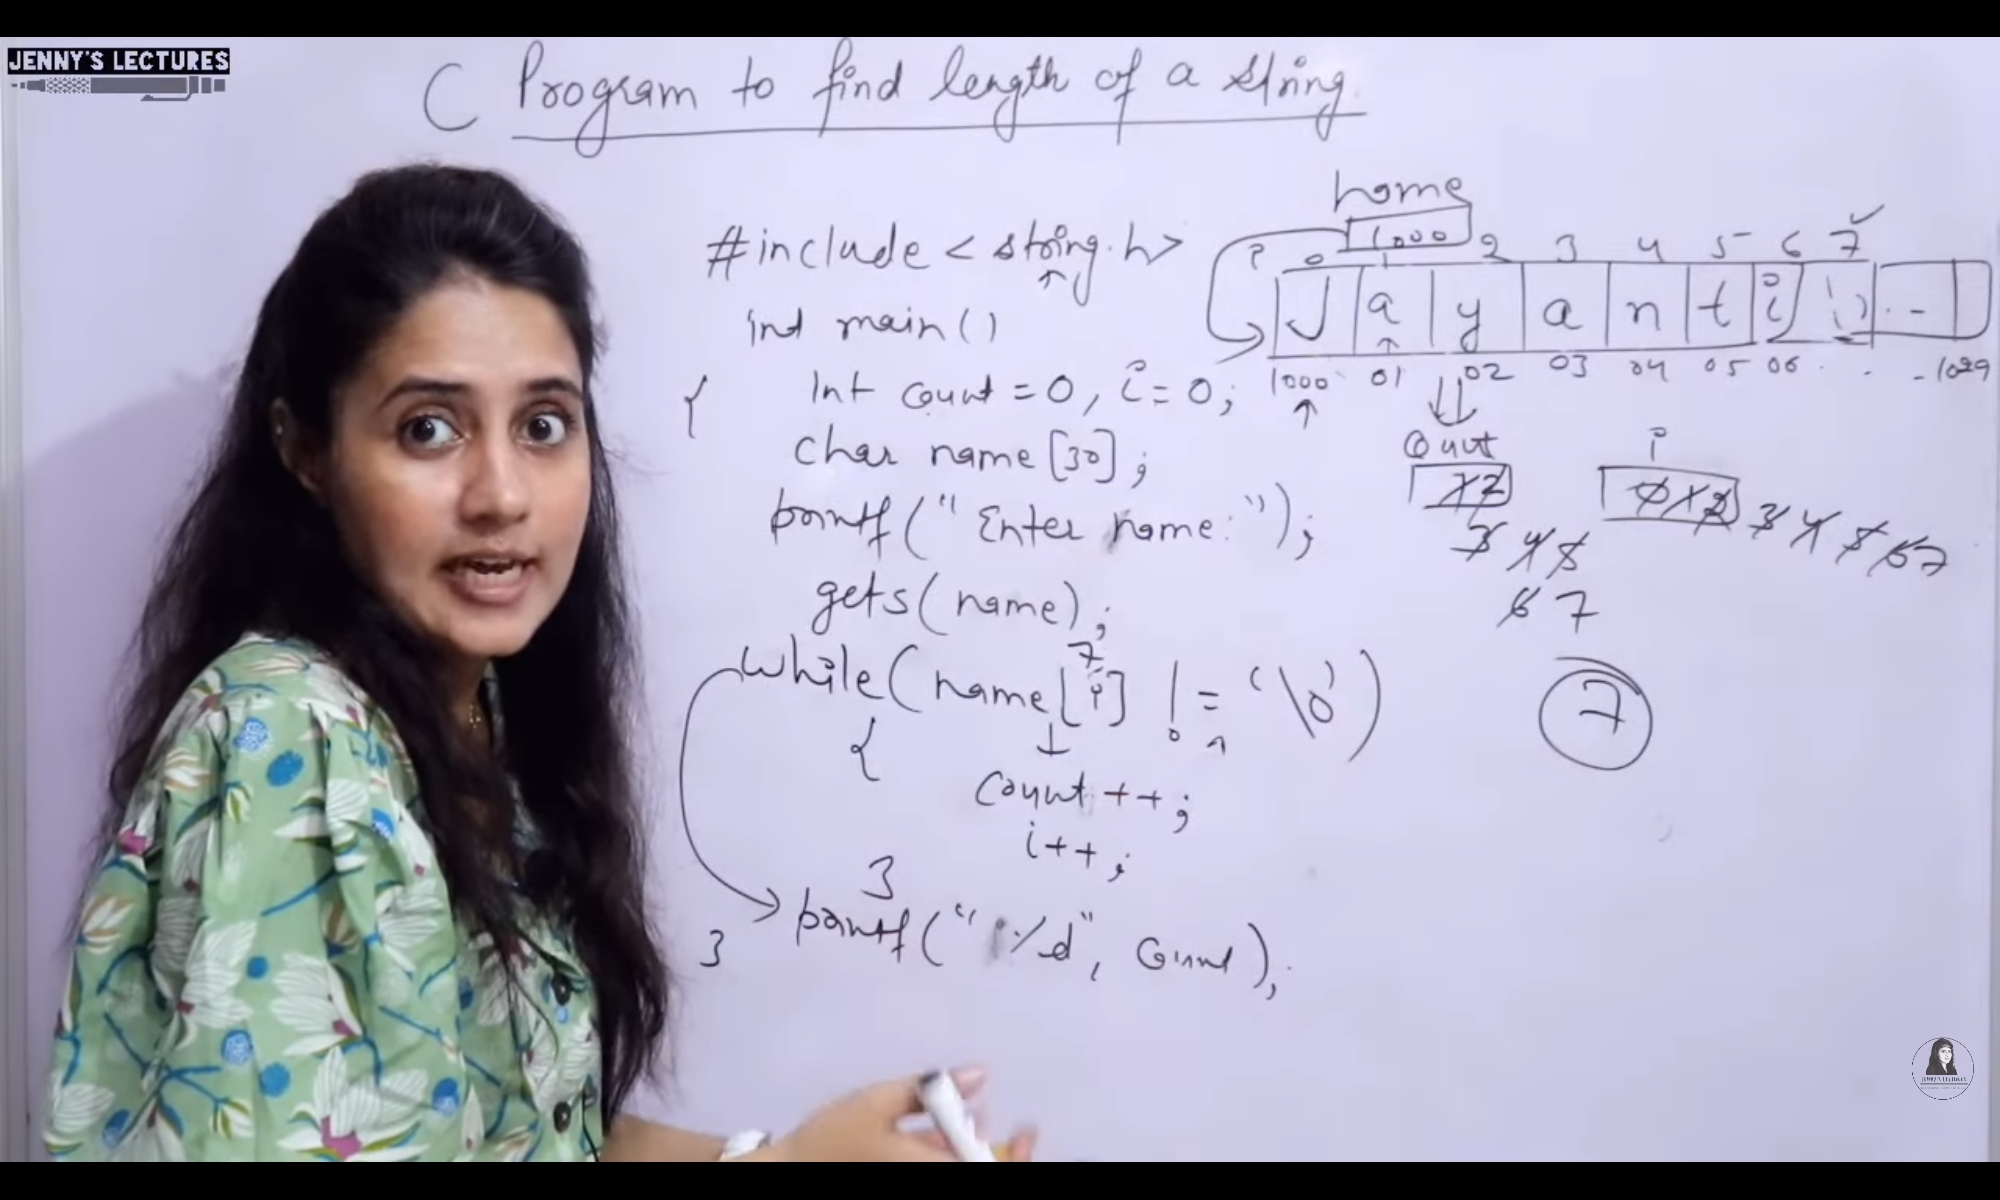 JENNY'S LECTURES
C Program to find length of a string.
#include < string.h>
int main()
{
int count = 0, i = 0;
char name [30];
printf(" Enter name: ");
gets(name);
while(name[i] != '\0')
7
{
count++;
i++;
}
printf(" %d", Count);
}
name
1000
0 1 2 3 4 5 6 7
J a y a n t i \0 . -
1000 01 02 03 04 05 06 . . - 1029
Count
1 2
3 4 5
6 7
i
0 1 2 3 4 5 6 7
7
JENNY'S LECTURES